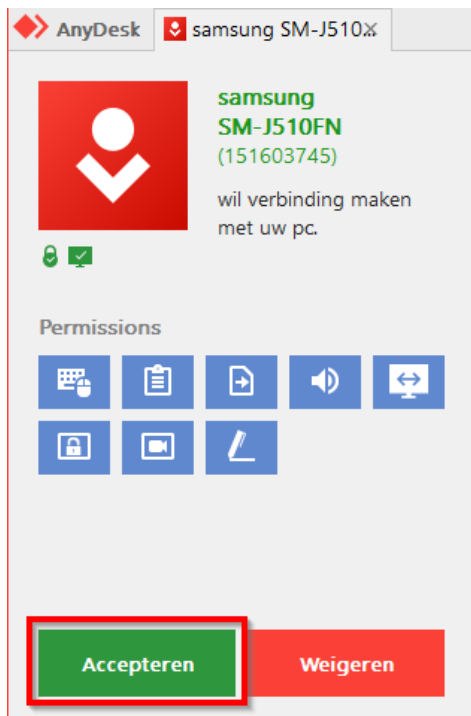 AnyDesk samsung SM-J510
samsung
SM-J510FN
(151603745)
wil verbinding maken
met uw pc.
Permissions
Accepteren Weigeren